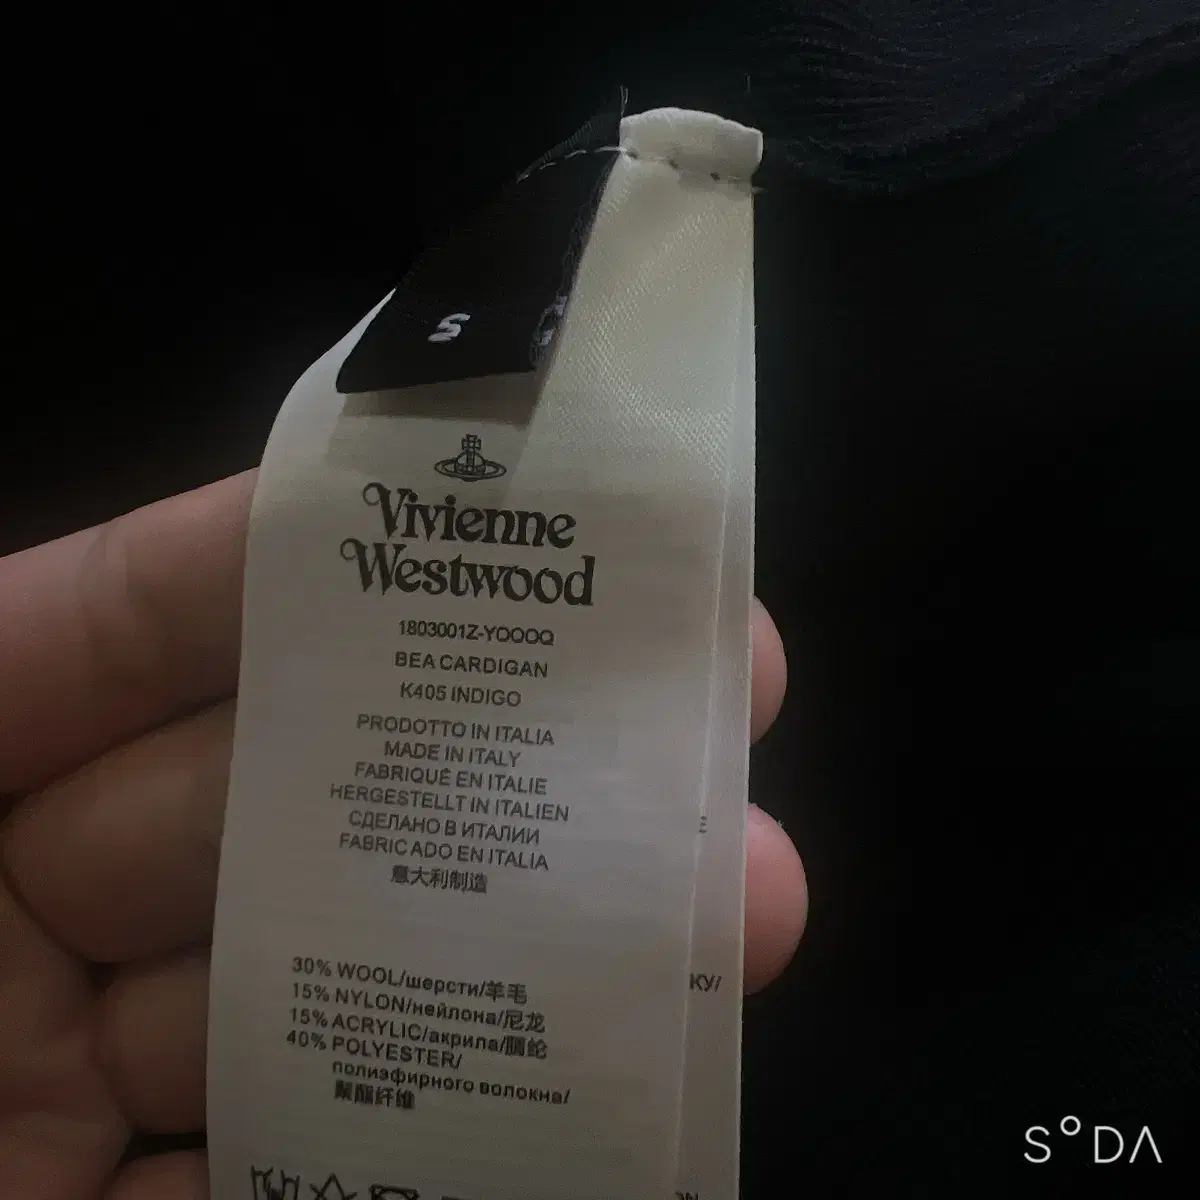 S
Vivienne
Westwood
1803001Z-YOOOQ
BEA CARDIGAN
K405 INDIGO
PRODOTTO IN ITALIA
MADE IN ITALY
FABRIQUÉ EN ITALIE
HERGESTELLT IN ITALIEN
СДЕЛАНО В ИТАЛИИ
FABRICADO EN ITALIA
意大利制造
30% WOOL/шерсти/羊毛
15% NYLON/нейлона/尼龙
15% ACRYLIC/акрила/腈纶
40% POLYESTER/
полиэфирного волокна/
聚酯纤维
КУ/
S°DA